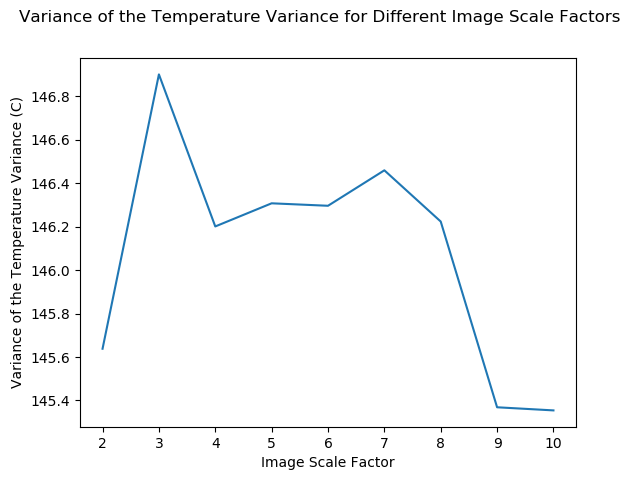 Variance of the Temperature Variance for Different Image Scale Factors
Variance of the Temperature Variance (C)
146.8
146.6
146.4
146.2
146.0
145.8
145.6
145.4
2 3 4 5 6 7 8 9 10
Image Scale Factor